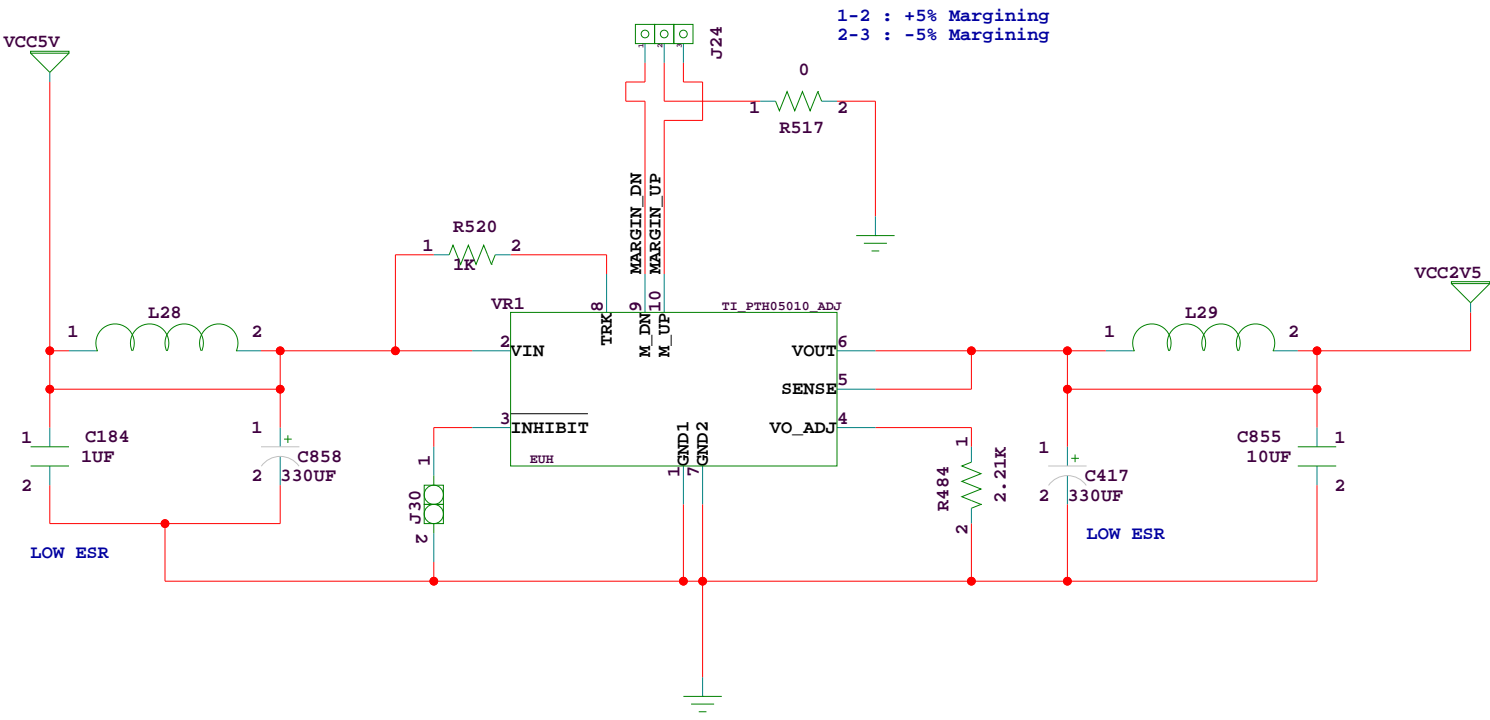 1-2 : +5% Margining
2-3 : -5% Margining
VCC5V
J24
1
2
3
0
1
2
R517
MARGIN_DN
MARGIN_UP
R520
1
2
1K
VCC2V5
VR1
8
9
10
TI_PTH05010_ADJ
TRK
M_DN
M_UP
L28
1
2
L29
1
2
2
VIN
VOUT
6
SENSE
5
3
INHIBIT
VO_ADJ
4
EUH
GND1
GND2
1
7
1
C184
1UF
2
1
+
C858
2
330UF
LOW ESR
1
J30
2
1
R484
2.21K
2
1
+
C417
2
330UF
LOW ESR
C855
1
10UF
2